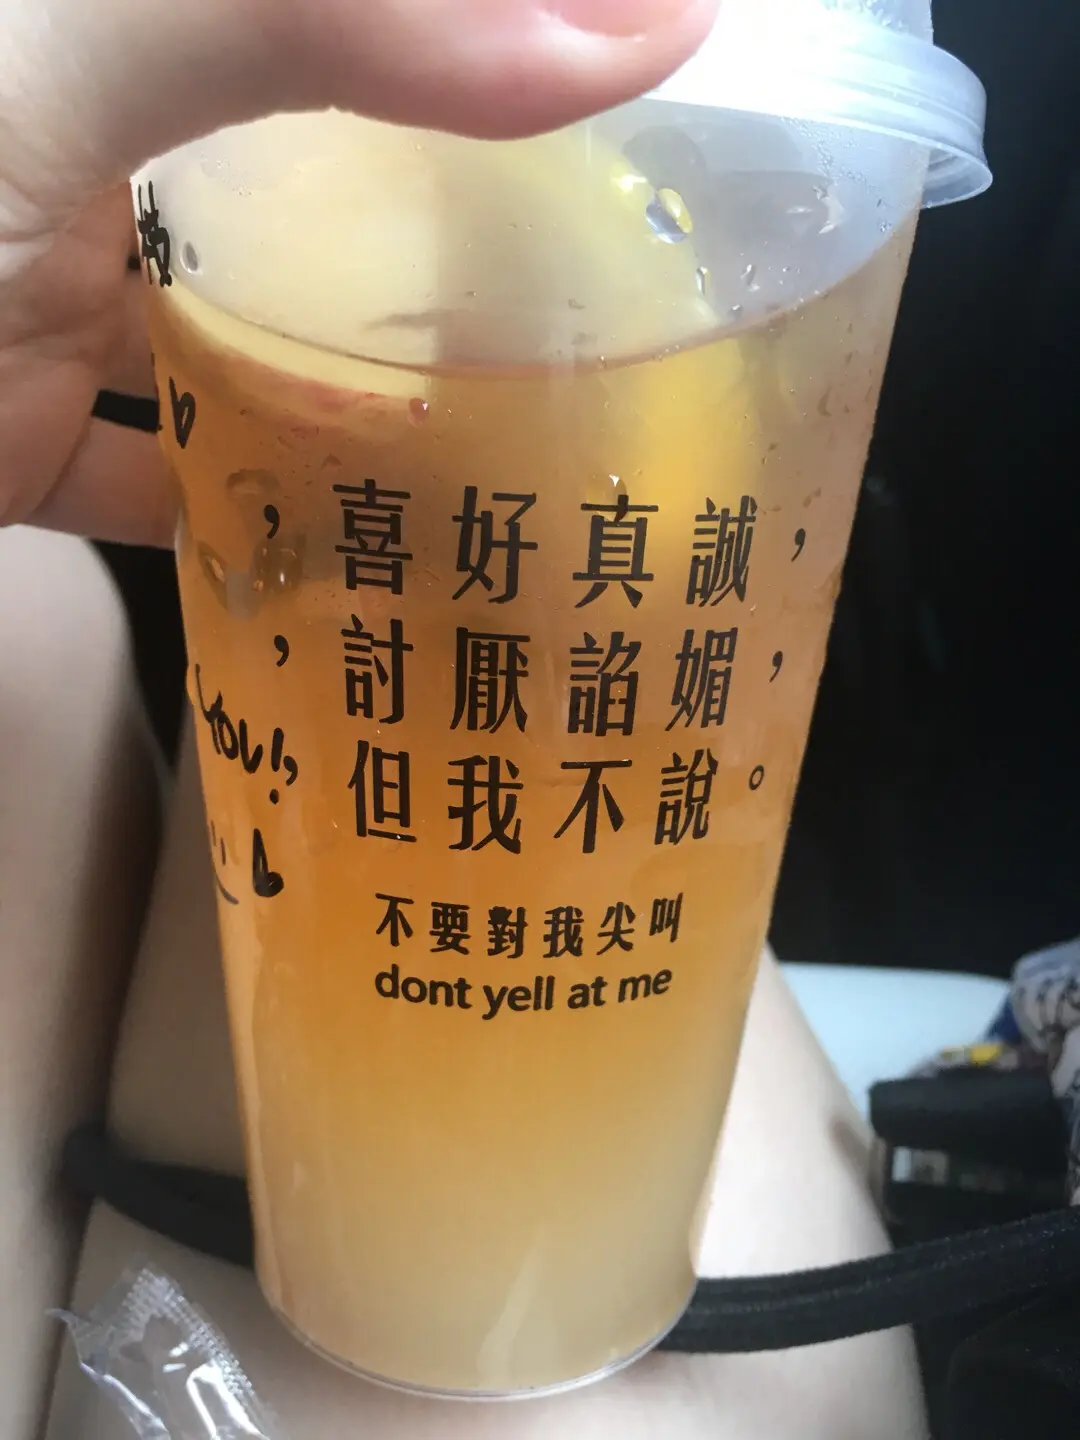 ，喜好真誠，
，討厭諂媚，
但我不說。
不要對我尖叫
dont yell at me
YOU!